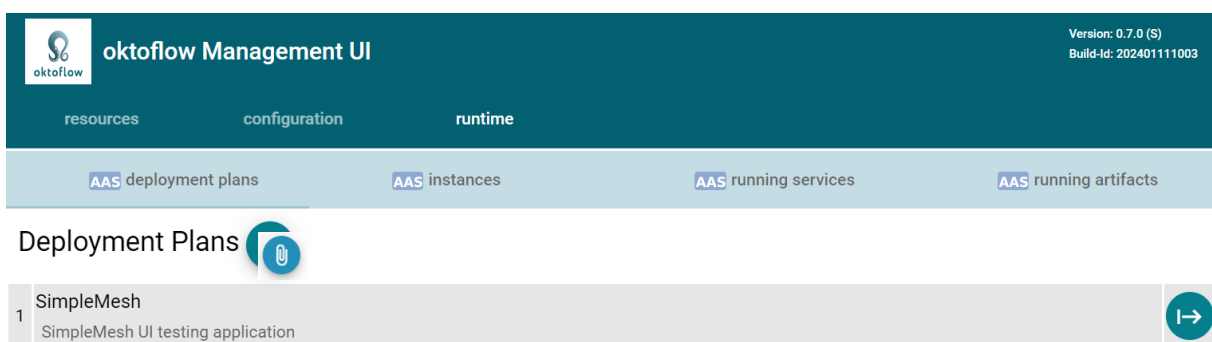 oktoflow
oktoflow Management UI
Version: 0.7.0 (S)
Build-Id: 202401111003
resources configuration runtime
AAS deployment plans AAS instances AAS running services AAS running artifacts
Deployment Plans
1
SimpleMesh
SimpleMesh UI testing application